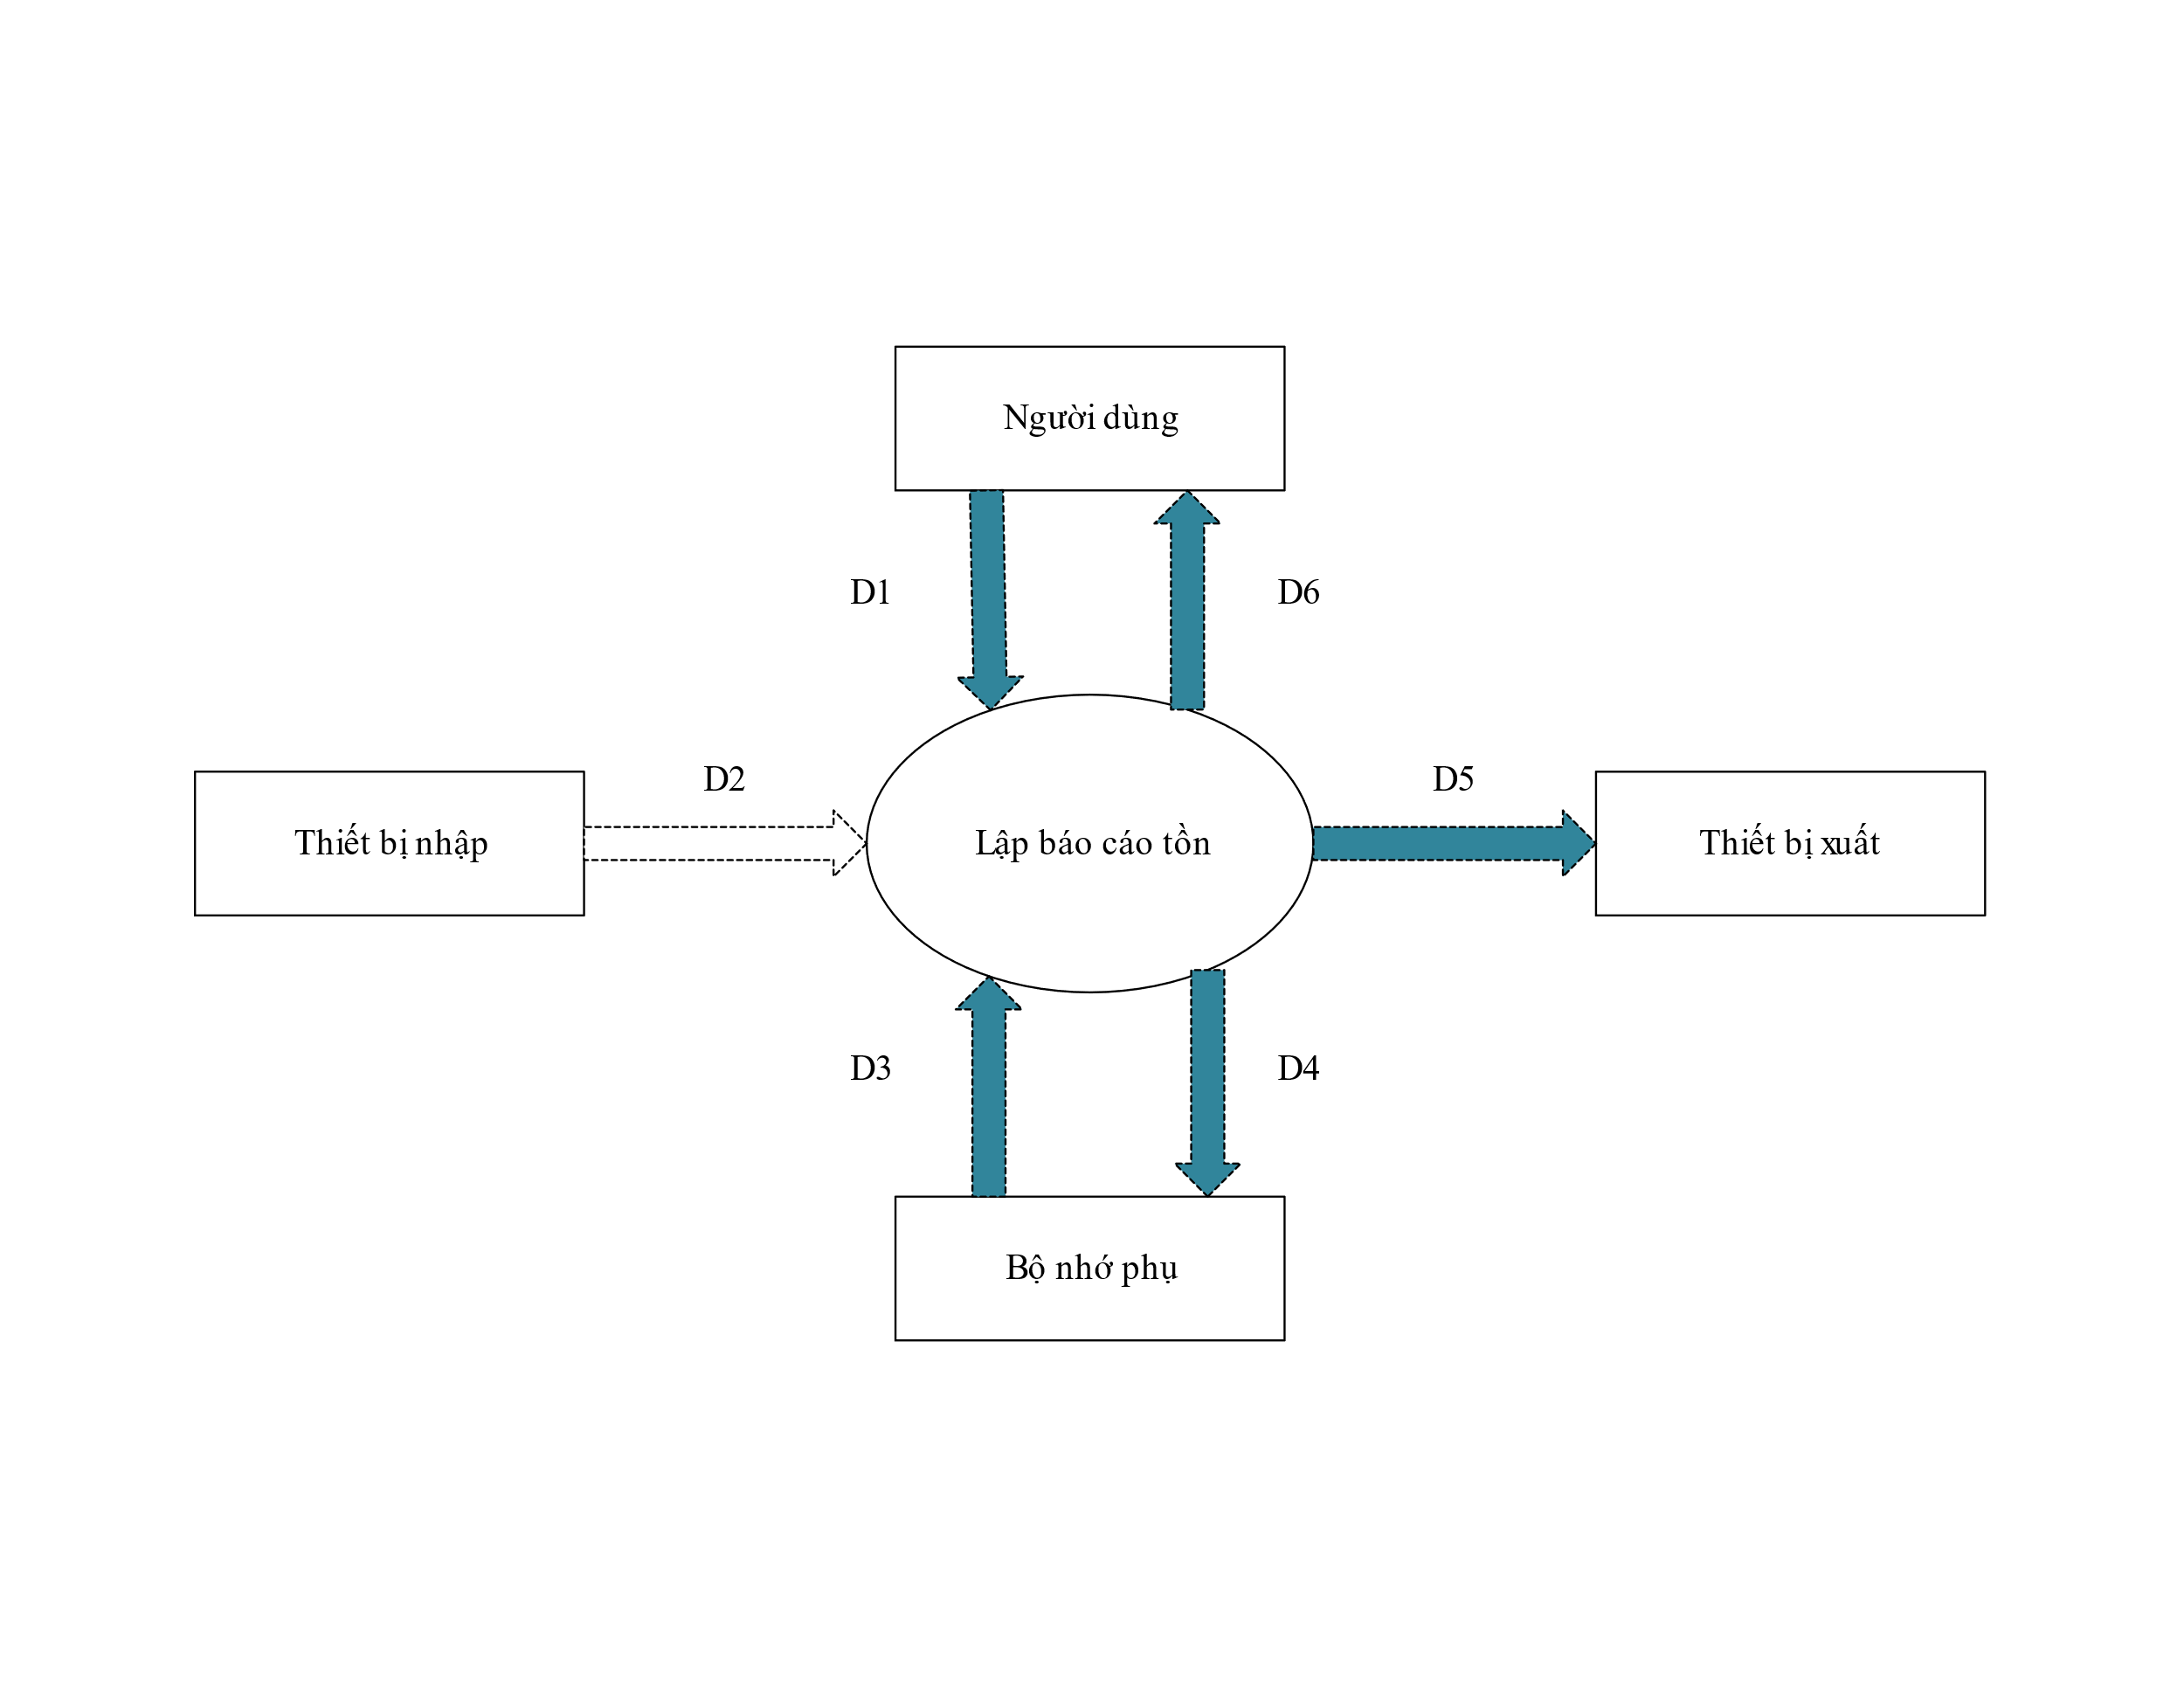 Người dùng
D1
D6
D2
D5
Thiết bị nhập
Lập báo cáo tồn
Thiết bị xuất
D3
D4
Bộ nhớ phụ